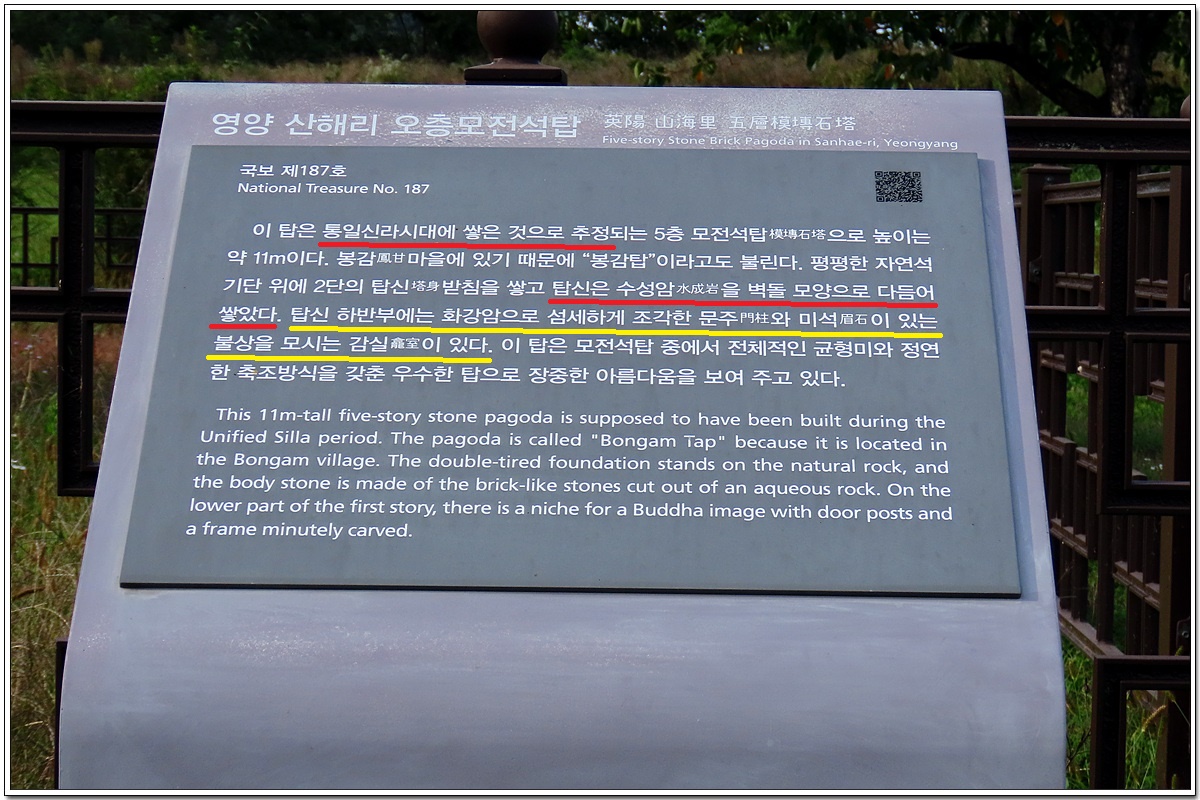 영양 산해리 오층모전석탑 英陽 山海里 五層模塼石塔
Five-story Stone Brick Pagoda in Sanhae-ri, Yeongyang
국보 제187호
National Treasure No. 187
이 탑은 통일신라시대에 쌓은 것으로 추정되는 5층 모전석탑模塼石塔으로 높이는
약 11m이다. 봉감鳳甘마을에 있기 때문에 “봉감탑”이라고도 불린다. 평평한 자연석
기단 위에 2단의 탑신塔身받침을 쌓고 탑신은 수성암水成岩을 벽돌 모양으로 다듬어
쌓았다. 탑신 하반부에는 화강암으로 섬세하게 조각한 문주門柱와 미석眉石이 있는
불상을 모시는 감실龕室이 있다. 이 탑은 모전석탑 중에서 전체적인 균형미와 정연
한 축조방식을 갖춘 우수한 탑으로 장중한 아름다움을 보여 주고 있다.
This 11m-tall five-story stone pagoda is supposed to have been built during the
Unified Silla period. The pagoda is called "Bongam Tap" because it is located in
the Bongam village. The double-tired foundation stands on the natural rock, and
the body stone is made of the brick-like stones cut out of an aqueous rock. On the
lower part of the first story, there is a niche for a Buddha image with door posts and
a frame minutely carved.